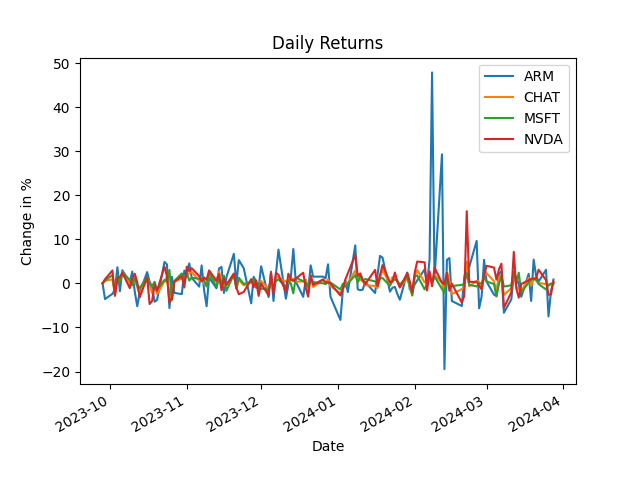 Daily Returns
ARM
CHAT
MSFT
NVDA
50
40
30
20
10
0
−10
−20
Change in %
2023-10
2023-11
2023-12
2024-01
2024-02
2024-03
2024-04
Date